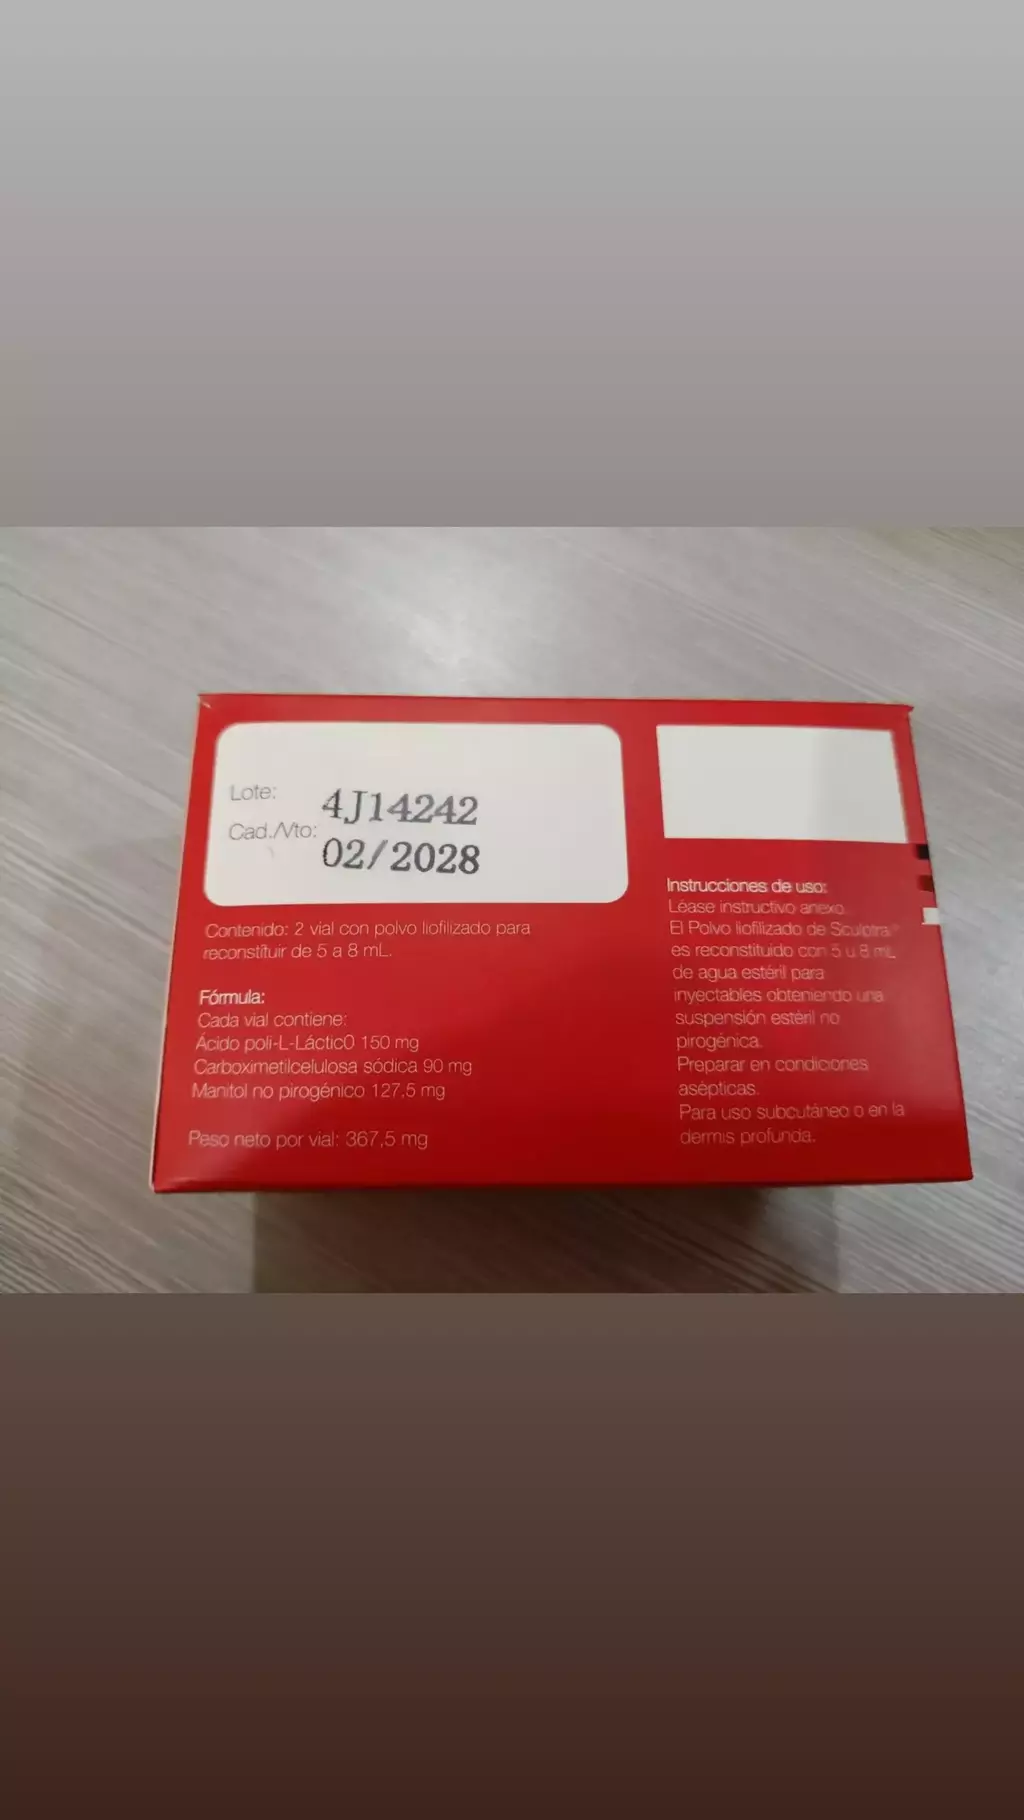 Lote: 4J14242
Cad./Vto: 02/2028
Contenido: 2 vial con polvo liofilizado para
reconstituir de 5 a 8 mL.
Fórmula:
Cada vial contiene:
Ácido poli-L-Láctic0 150 mg
Carboximetilcelulosa sódica 90 mg
Manitol no pirogénico 127,5 mg
Peso neto por vial: 367,5 mg
Instrucciones de uso:
Léase instructivo anexo.
El Polvo liofilizado de Sculptra®
es reconstituido con 5 u 8 mL
de agua estéril para
inyectables obteniendo una
suspensión estéril no
pirogénica.
Preparar en condiciones
asépticas.
Para uso subcutáneo o en la
dermis profunda.